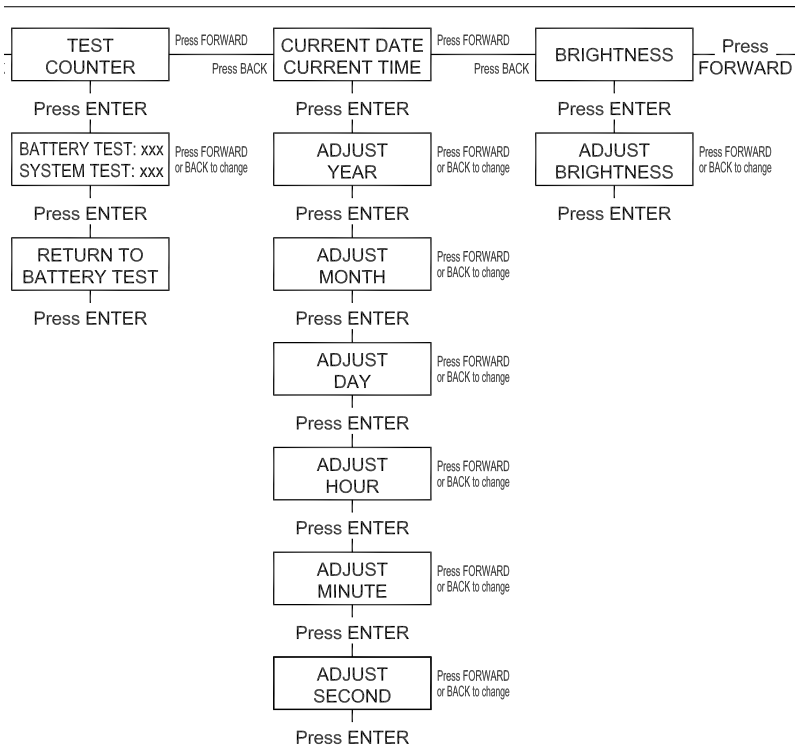 TEST
COUNTER
Press FORWARD
Press BACK
CURRENT DATE
CURRENT TIME
Press FORWARD
Press BACK
BRIGHTNESS
Press
FORWARD
Press ENTER
Press ENTER
Press ENTER
BATTERY TEST: xxx
SYSTEM TEST: xxx
Press FORWARD
or BACK to change
ADJUST
YEAR
Press FORWARD
or BACK to change
ADJUST
BRIGHTNESS
Press FORWARD
or BACK to change
Press ENTER
Press ENTER
Press ENTER
RETURN TO
BATTERY TEST
ADJUST
MONTH
Press FORWARD
or BACK to change
Press ENTER
Press ENTER
ADJUST
DAY
Press FORWARD
or BACK to change
Press ENTER
ADJUST
HOUR
Press FORWARD
or BACK to change
Press ENTER
ADJUST
MINUTE
Press FORWARD
or BACK to change
Press ENTER
ADJUST
SECOND
Press FORWARD
or BACK to change
Press ENTER